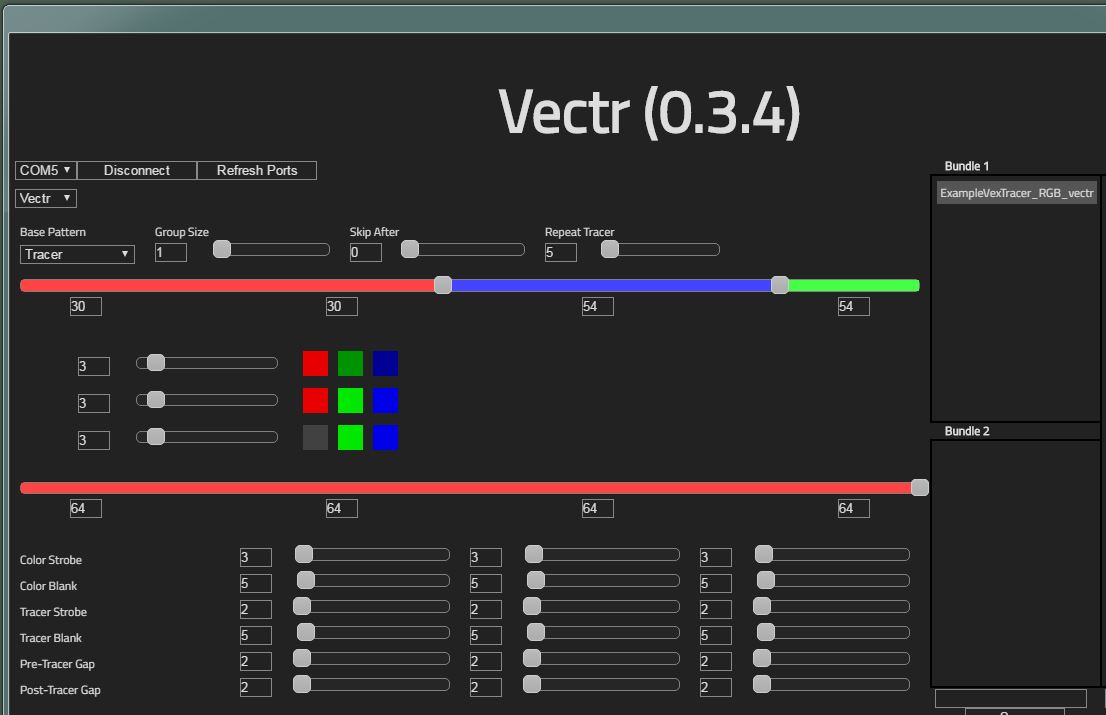 Vectr (0.3.4)
COM5 Disconnect Refresh Ports
Vectr
Base Pattern Group Size Skip After Repeat Tracer
Tracer 1 0 5
30 30 54 54
3
3
3
64 64 64 64
Color Strobe 3 3 3
Color Blank 5 5 5
Tracer Strobe 2 2 2
Tracer Blank 5 5 5
Pre-Tracer Gap 2 2 2
Post-Tracer Gap 2 2 2
Bundle 1
ExampleVexTracer_RGB_vectr
Bundle 2